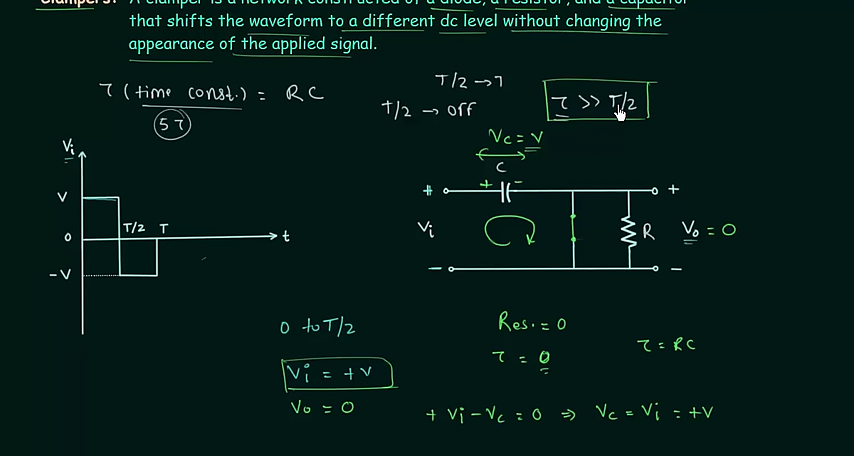 Clampers: A clamper is a network constructed of a diode, a resistor, and a capacitor
that shifts the waveform to a different dc level without changing the
appearance of the applied signal.
τ (time const.) = RC
5τ
T/2 → τ
T/2 → off
τ >> T/2
Vc = V
C
+ -
Vi
V
0
-V
T/2 T
t
+ +
Vi
R
Vo = 0
- -
0 to T/2
Vi = +V
Vo = 0
Res. = 0
τ = 0
τ = RC
+ Vi - Vc = 0 ⇒ Vc = Vi = +V